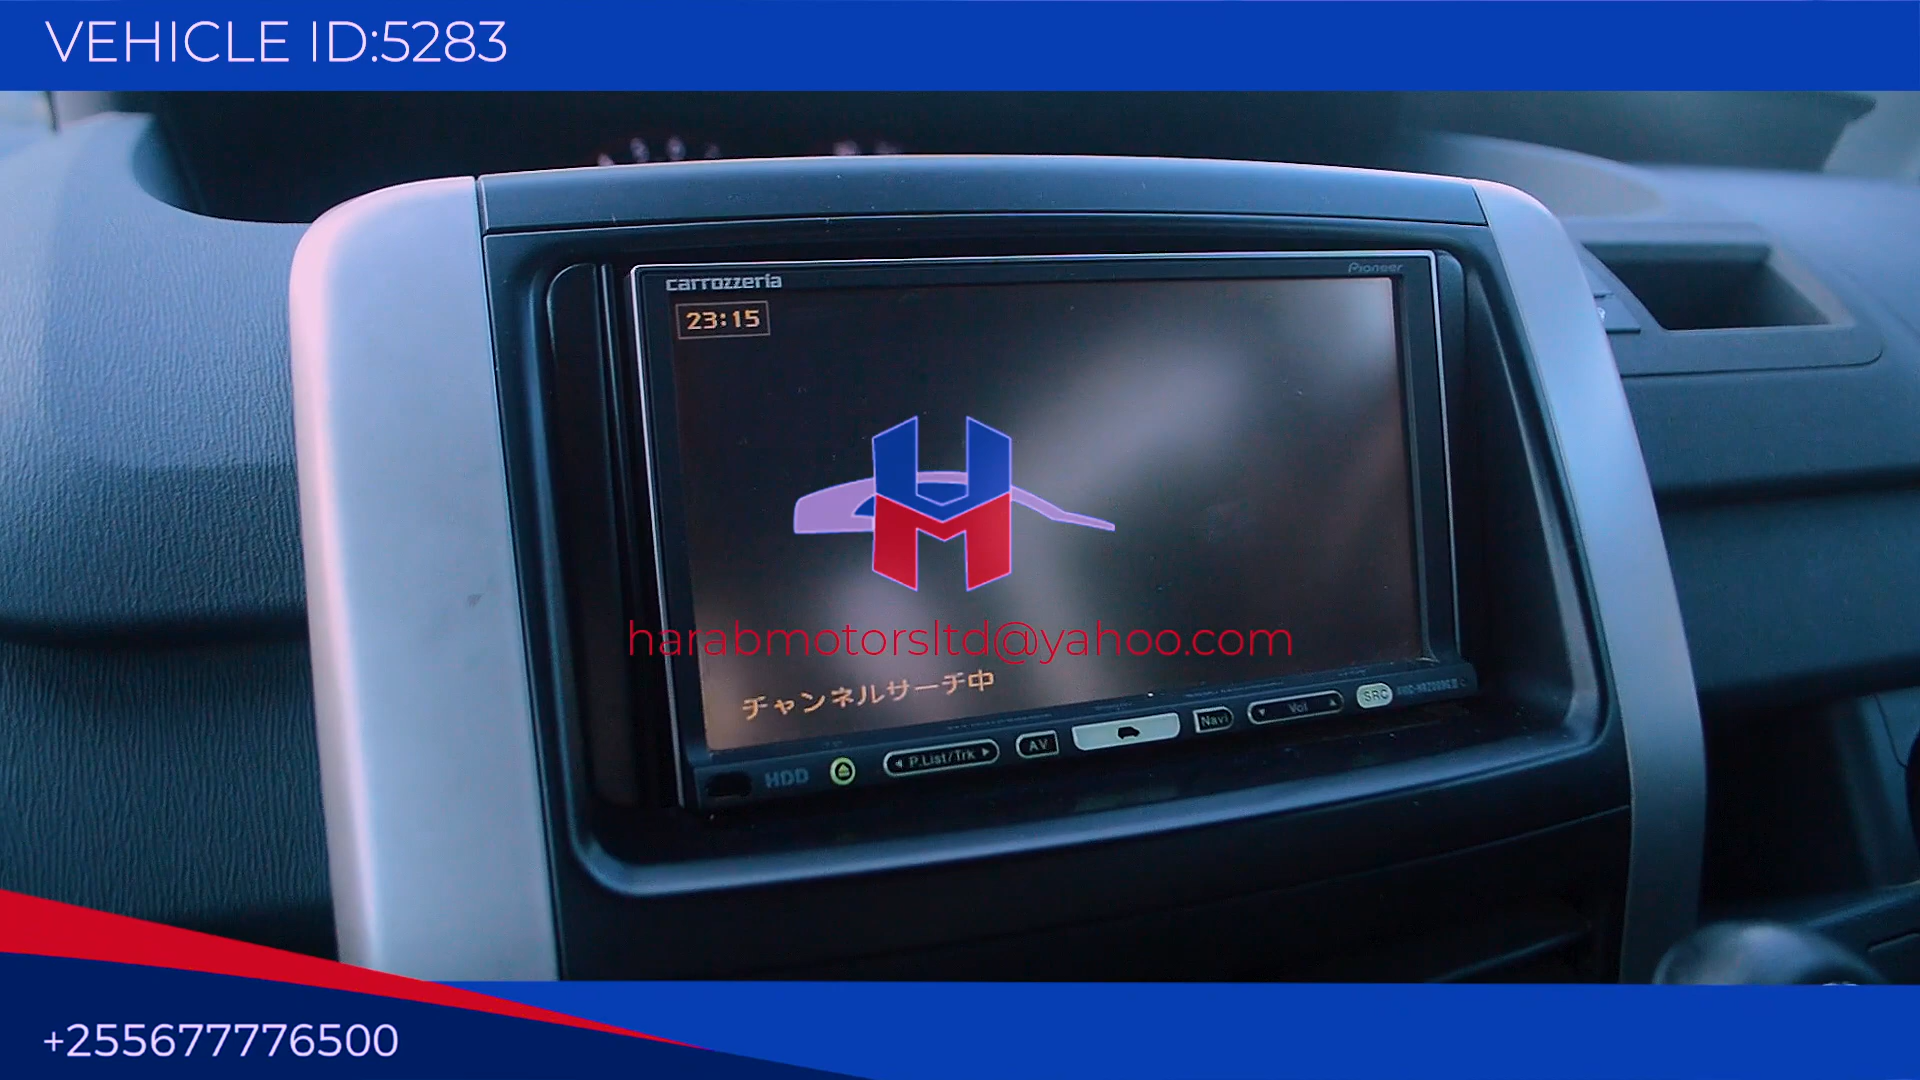 VEHICLE ID:5283
carrozzeria
Pioneer
23:15
harabmotorsltd@yahoo.com
チャンネルサーチ中
HDD
P.List/Trk
AV
Navi
Vol
SRC
+255677776500